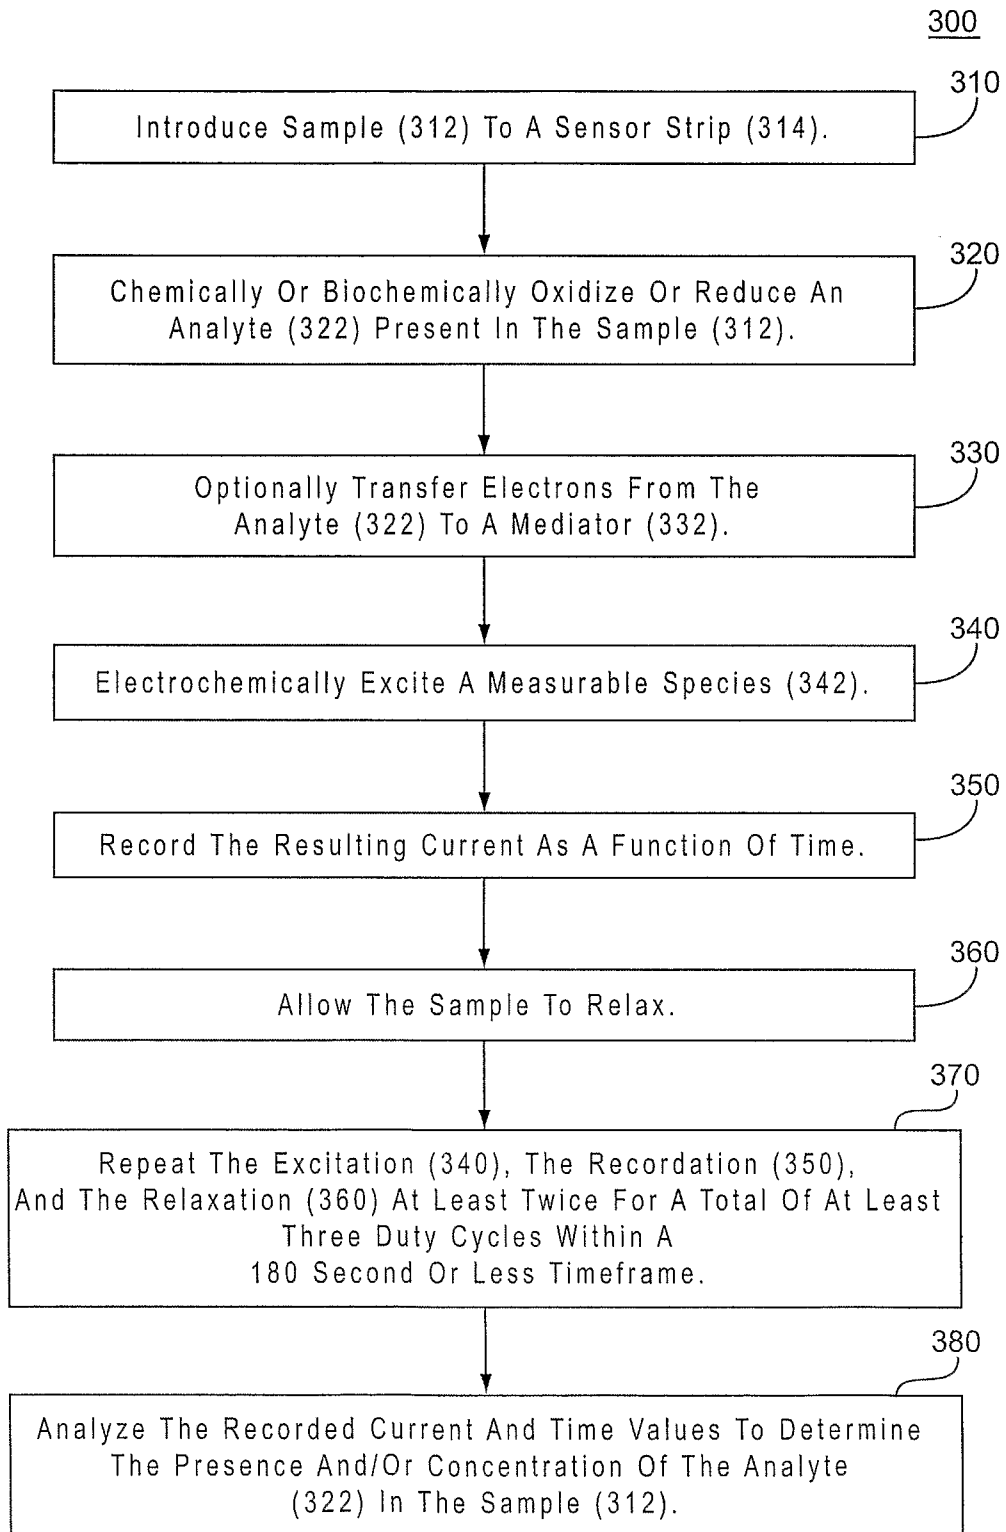 300
310
Introduce Sample (312) To A Sensor Strip (314).
320
Chemically Or Biochemically Oxidize Or Reduce An
Analyte (322) Present In The Sample (312).
330
Optionally Transfer Electrons From The
Analyte (322) To A Mediator (332).
340
Electrochemically Excite A Measurable Species (342).
350
Record The Resulting Current As A Function Of Time.
360
Allow The Sample To Relax.
370
Repeat The Excitation (340), The Recordation (350),
And The Relaxation (360) At Least Twice For A Total Of At Least
Three Duty Cycles Within A
180 Second Or Less Timeframe.
380
Analyze The Recorded Current And Time Values To Determine
The Presence And/Or Concentration Of The Analyte
(322) In The Sample (312).